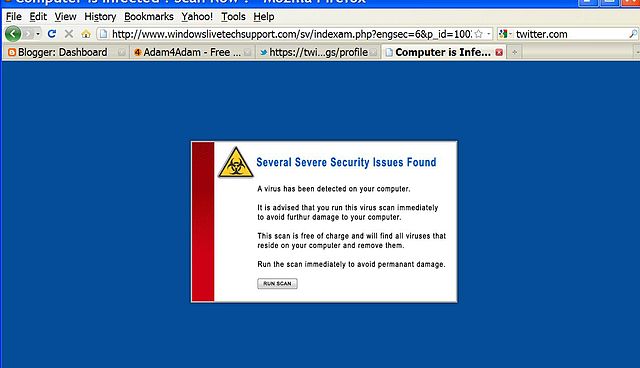 Computer is Infected ! Scan Now ! - Mozilla Firefox
File Edit View History Bookmarks Yahoo! Tools Help
http://www.windowslivetechsupport.com/sv/indexam.php?engsec=6&p_id=100 twitter.com
Blogger: Dashboard Adam4Adam - Free ... https://twi...gs/profile Computer is Infe...
Several Severe Security Issues Found
A virus has been detected on your computer.
It is advised that you run this virus scan immediately
to avoid furthur damage to your computer.
This scan is free of charge and will find all viruses that
reside on your computer and remove them.
Run the scan immediately to avoid permanant damage.
RUN SCAN